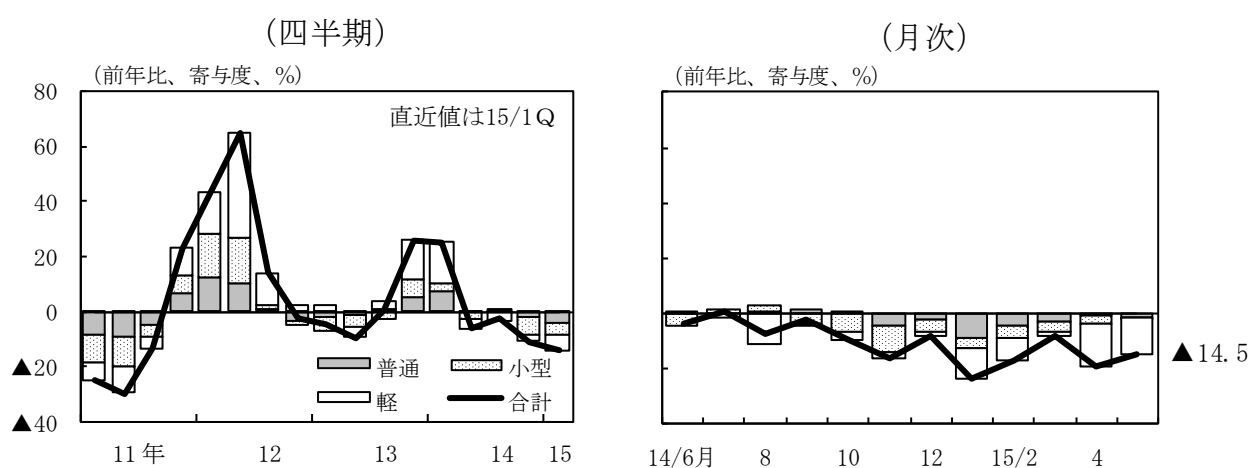 (四半期)
(前年比、寄与度、%)
80
60
40
20
0
▲20
▲40
直近値は15/1Q
普通
小型
軽
合計
11年
12
13
14
15
(月次)
(前年比、寄与度、%)
▲14.5
14/6月
8
10
12
15/2
4